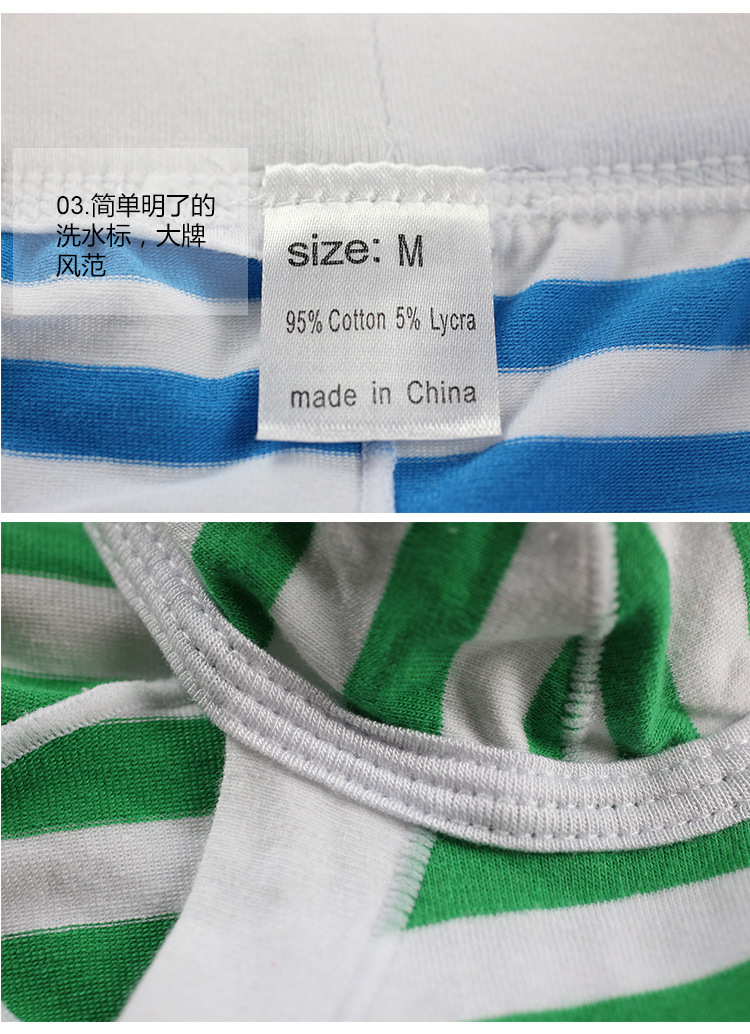 03.简单明了的
洗水标，大牌
风范
size: M
95% Cotton 5% Lycra
made in China